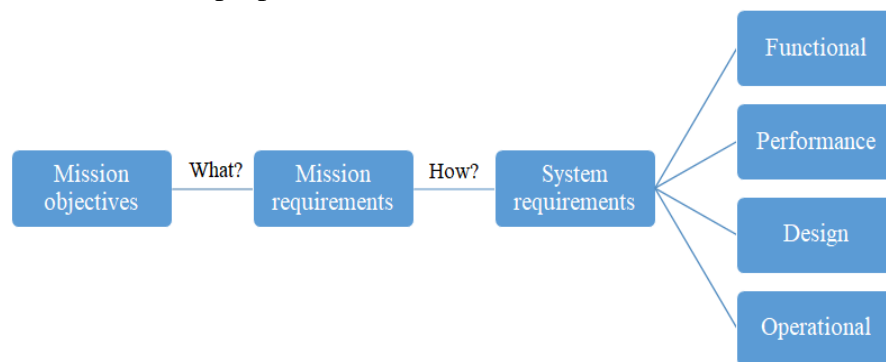 Functional
Performance
Mission
objectives
What?
Mission
requirements
How?
System
requirements
Design
Operational